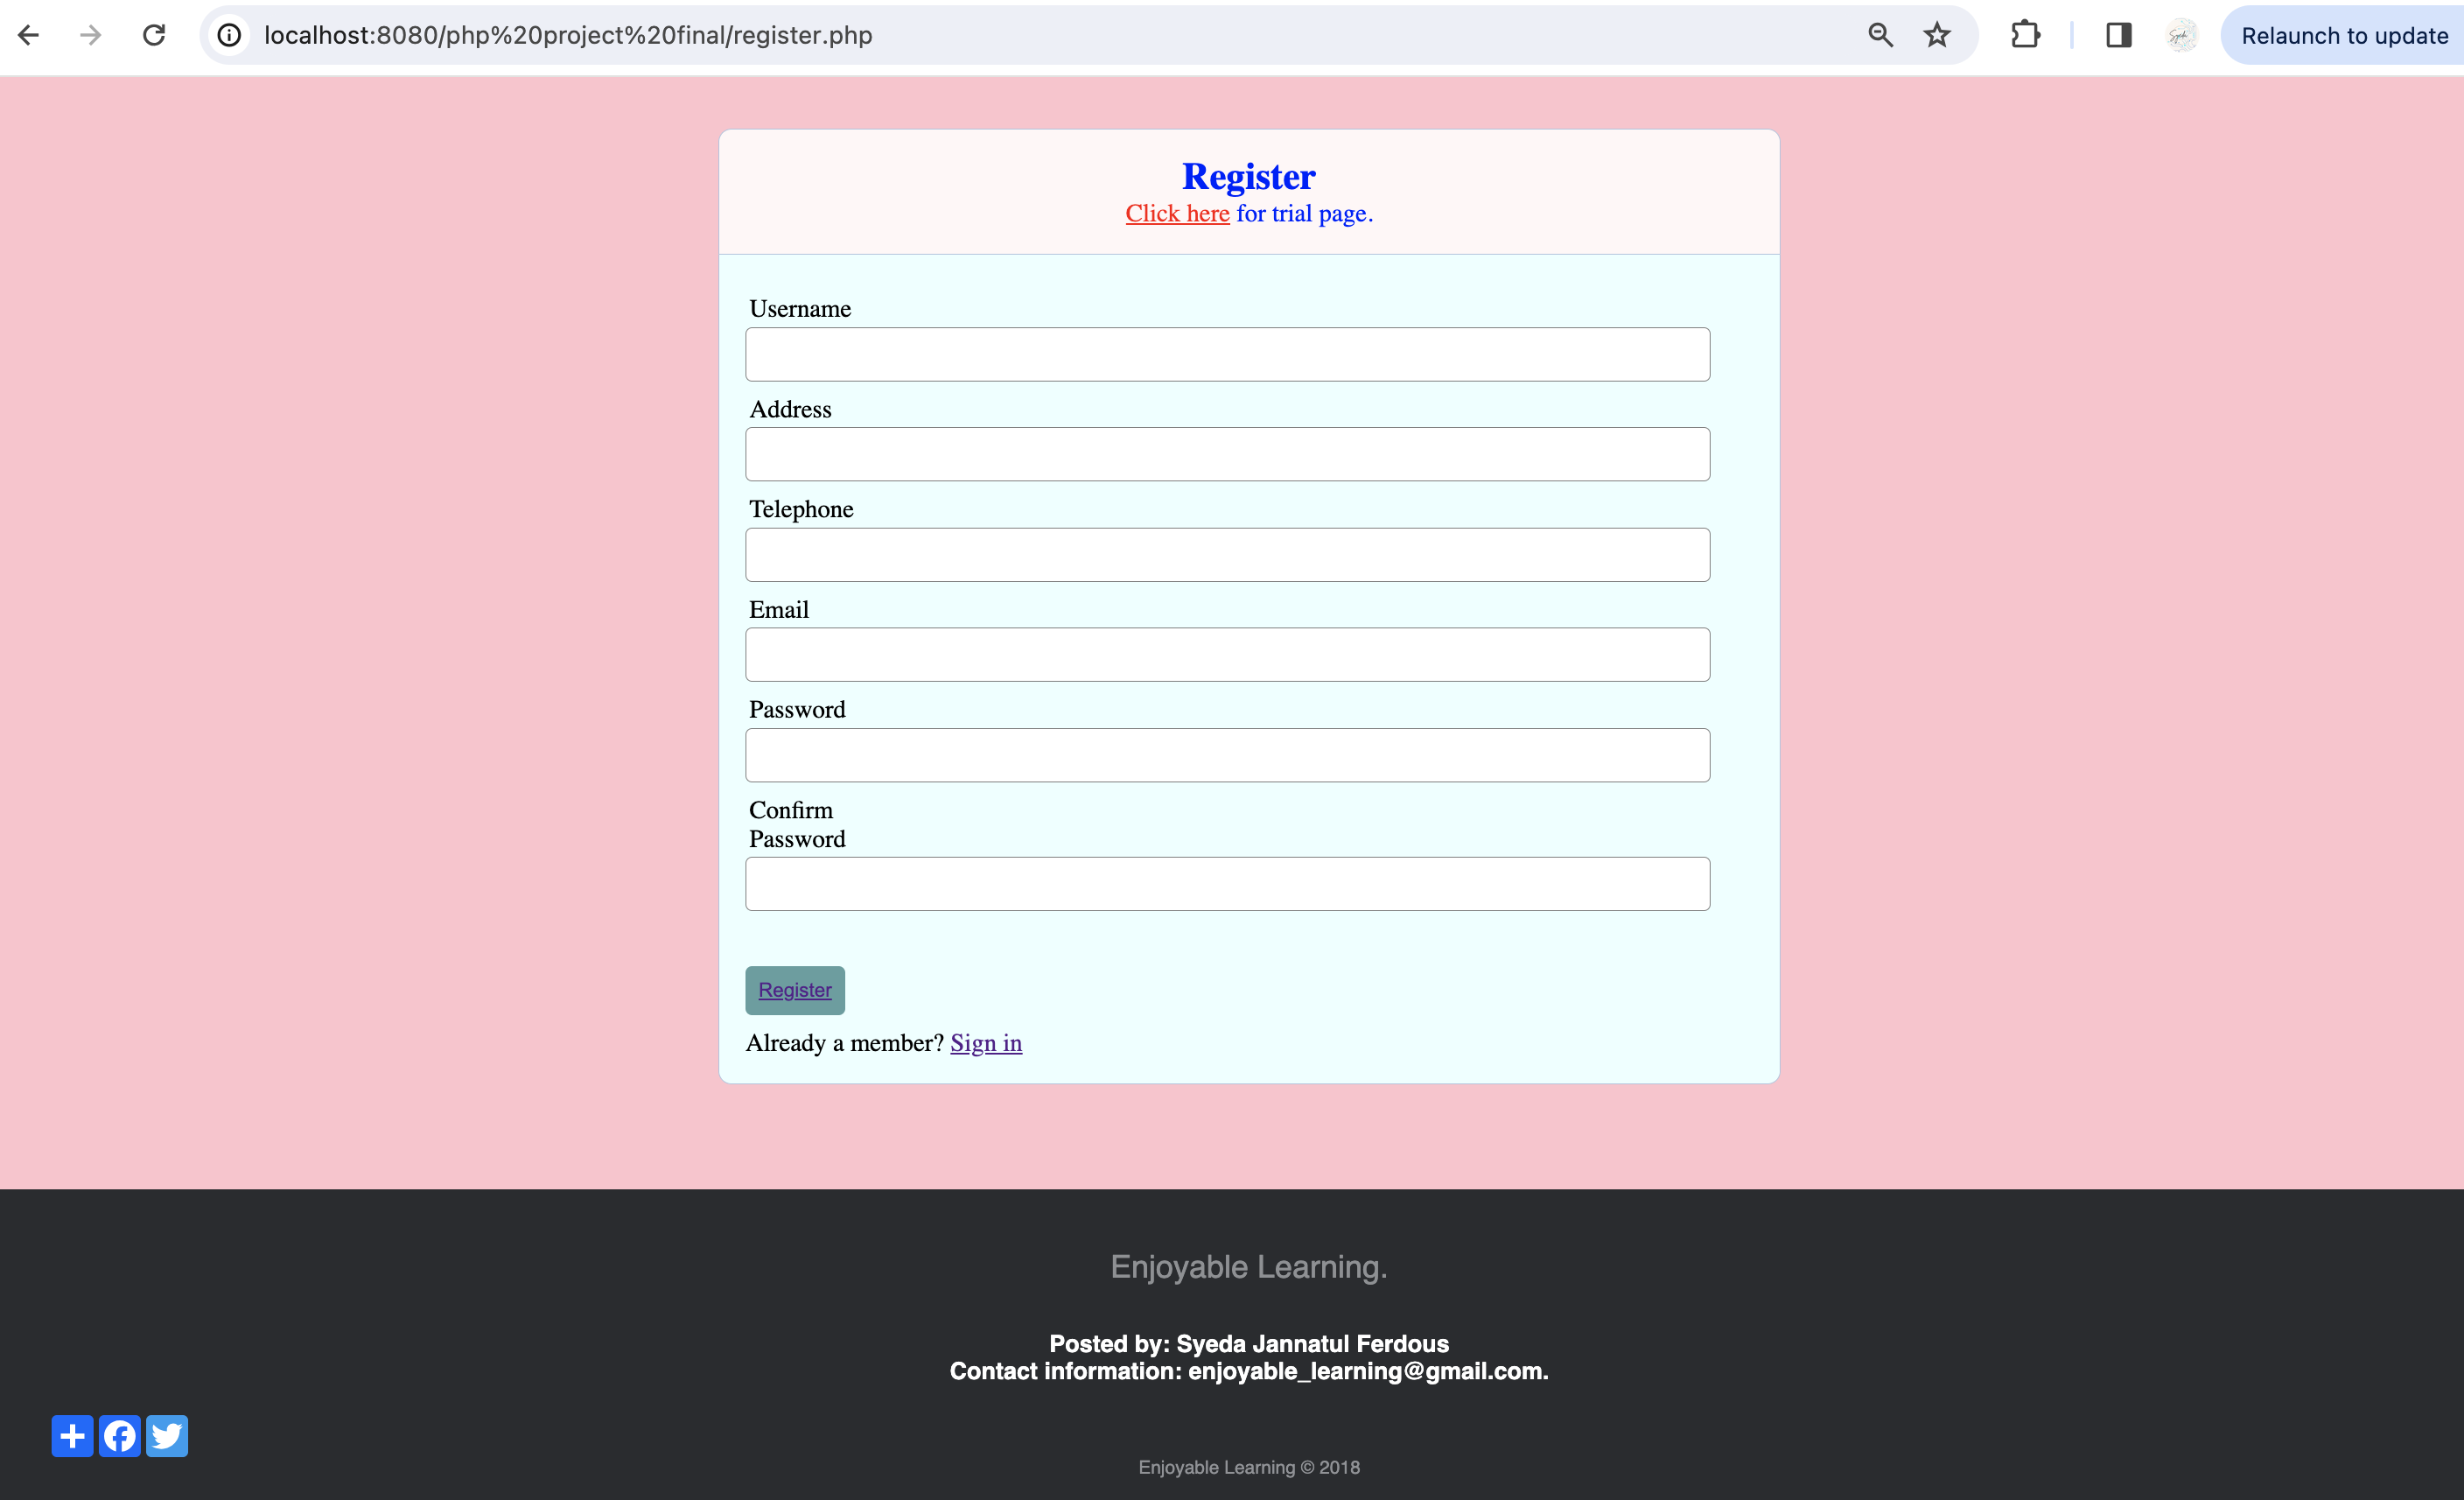 localhost:8080/php%20project%20final/register.php
Relaunch to update
Register
Click here for trial page.
Username
Address
Telephone
Email
Password
Confirm
Password
Register
Already a member? Sign in
Enjoyable Learning.
Posted by: Syeda Jannatul Ferdous
Contact information: enjoyable_learning@gmail.com.
Enjoyable Learning © 2018